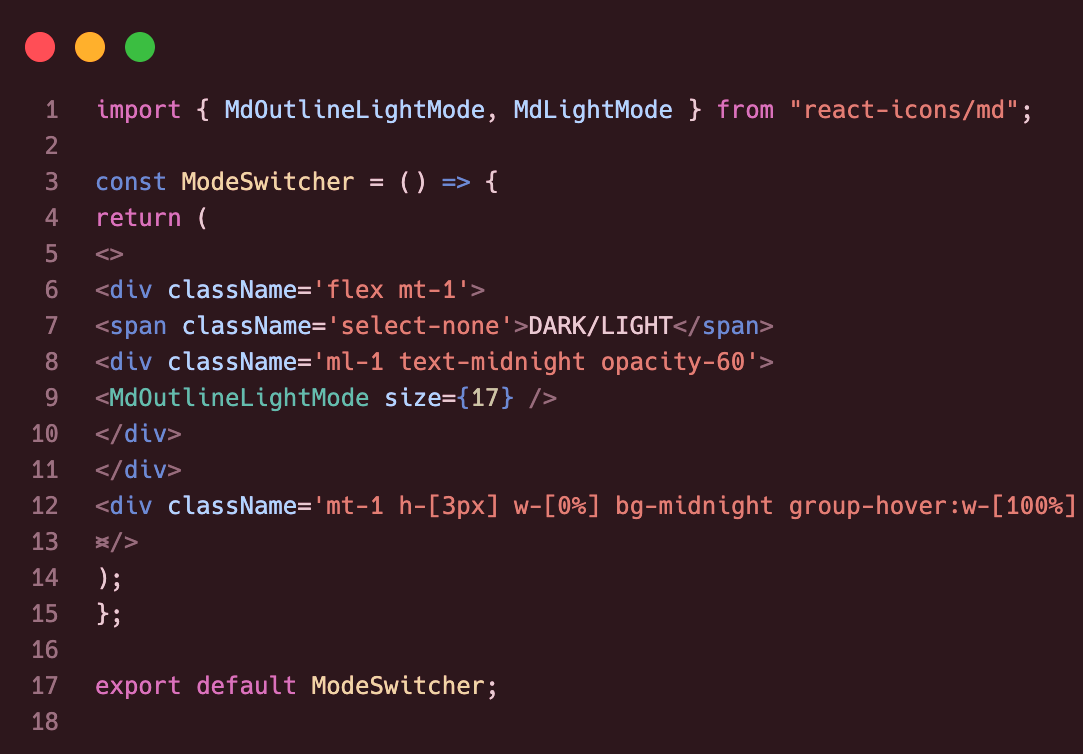 1 import { MdOutlineLightMode, MdLightMode } from "react-icons/md";
2
3 const ModeSwitcher = () => {
4 return (
5 <>
6 <div className='flex mt-1'>
7 <span className='select-none'>DARK/LIGHT</span>
8 <div className='ml-1 text-midnight opacity-60'>
9 <MdOutlineLightMode size={17} />
10 </div>
11 </div>
12 <div className='mt-1 h-[3px] w-[0%] bg-midnight group-hover:w-[100%]
13 </>
14 );
15 };
16
17 export default ModeSwitcher;
18